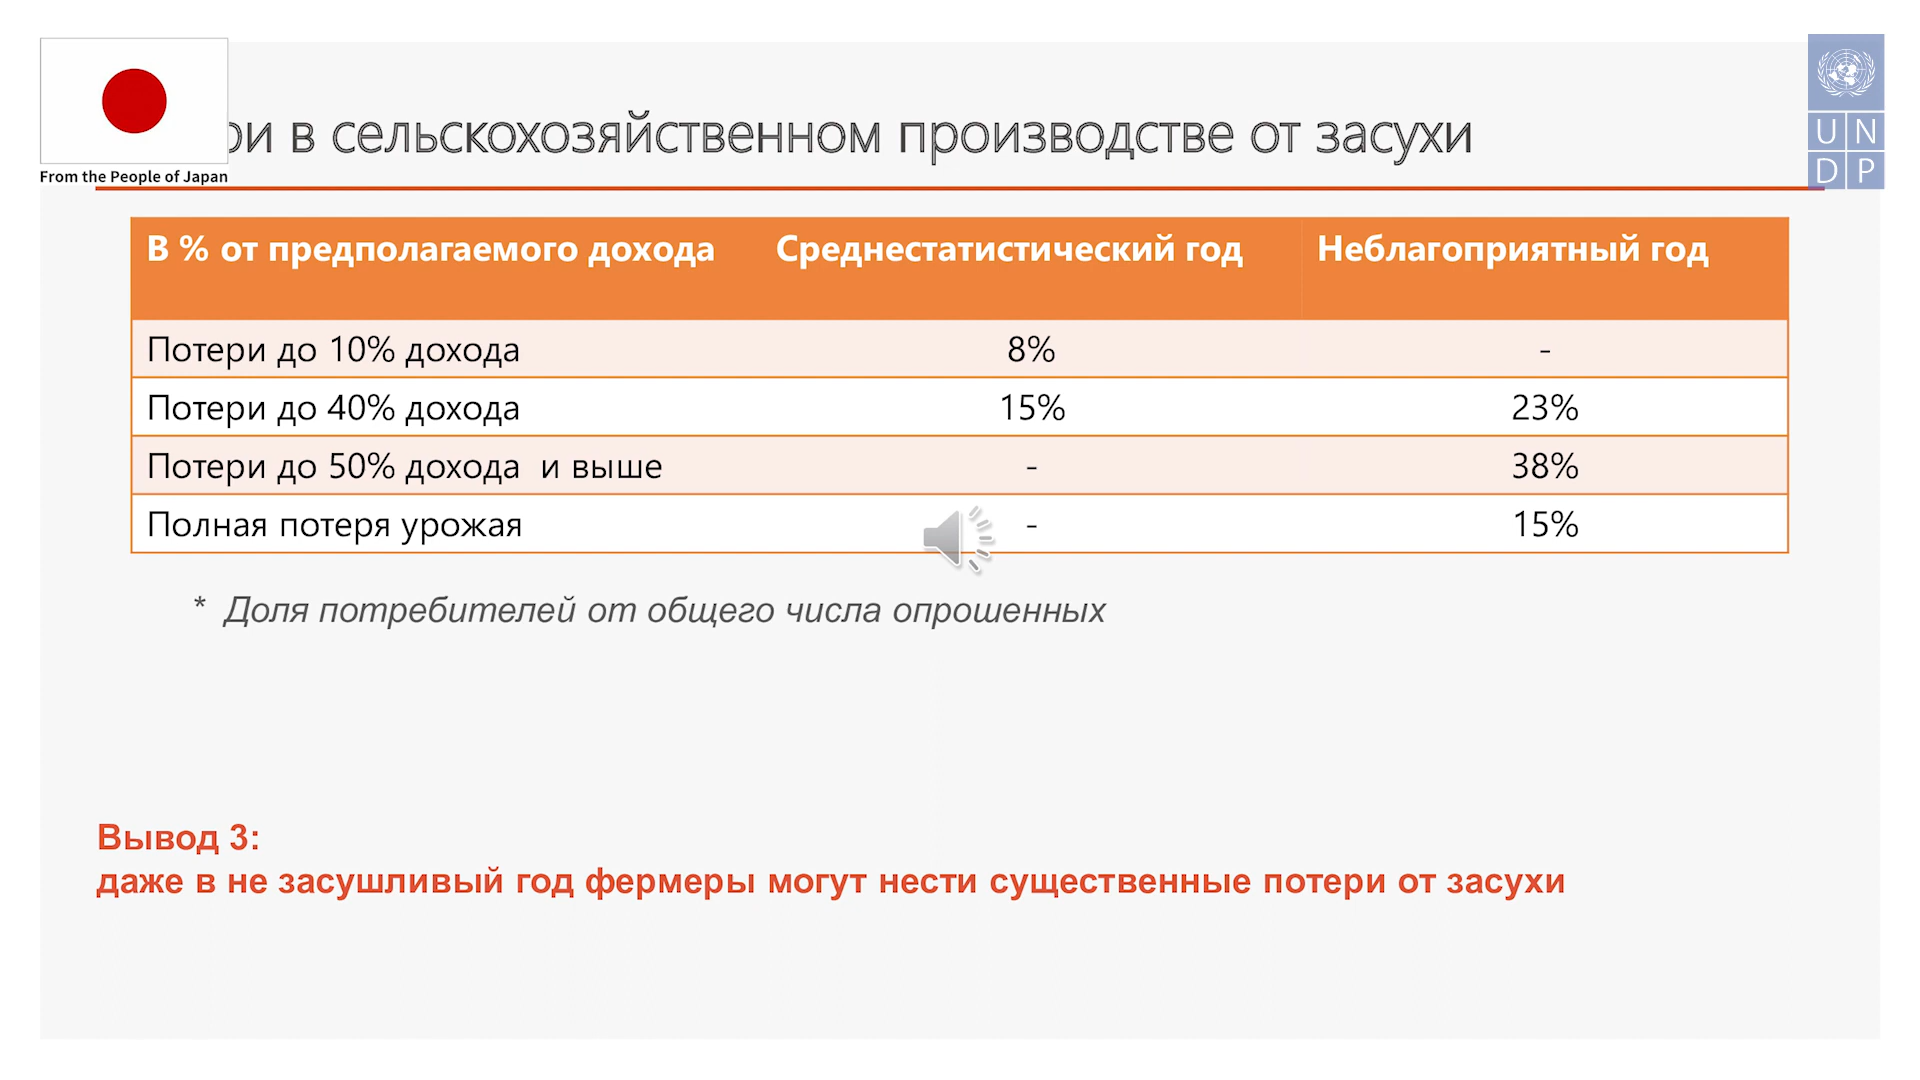 From the People of Japan
в сельскохозяйственном производстве от засухи
UN
DP
В % от предполагаемого дохода Среднестатистический год Неблагоприятный год
Потери до 10% дохода 8% -
Потери до 40% дохода 15% 23%
Потери до 50% дохода и выше - 38%
Полная потеря урожая - 15%
* Доля потребителей от общего числа опрошенных
Вывод 3:
даже в не засушливый год фермеры могут нести существенные потери от засухи